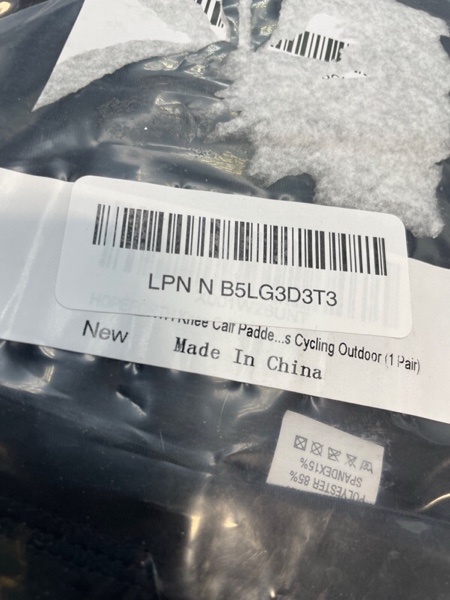 LPN N B5LG3D3T3
Knee Calf Padde...s Cycling Outdoor (1 Pair)
New
Made In China
POLYESTER 85%
SPANDEX15%